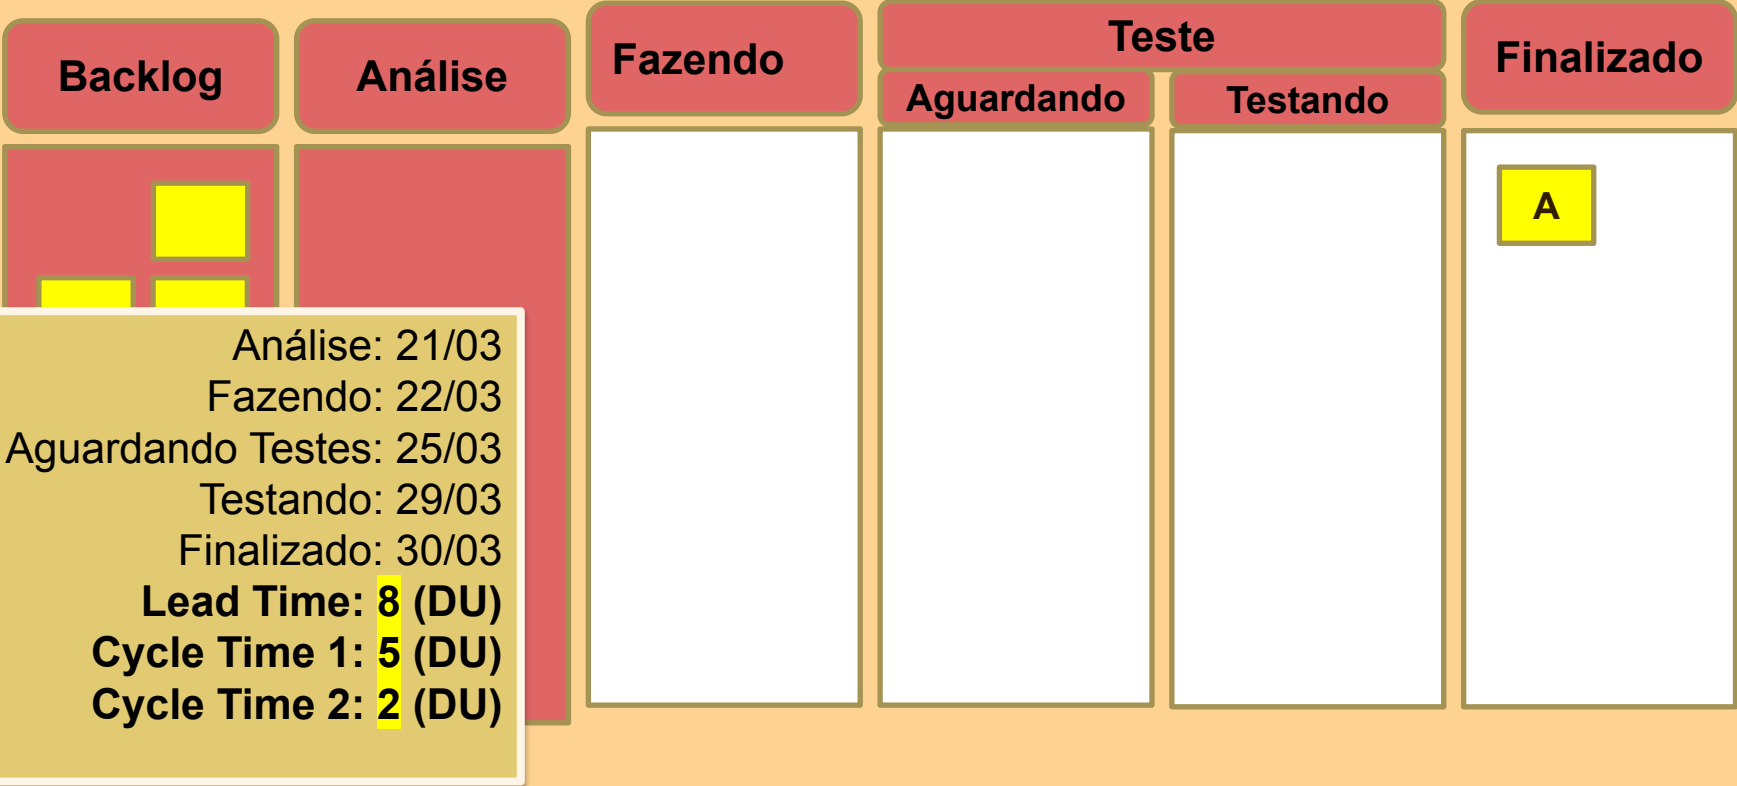 Backlog
Análise
Fazendo
Teste
Aguardando
Testando
Finalizado
A
Análise: 21/03
Fazendo: 22/03
Aguardando Testes: 25/03
Testando: 29/03
Finalizado: 30/03
Lead Time: 8 (DU)
Cycle Time 1: 5 (DU)
Cycle Time 2: 2 (DU)